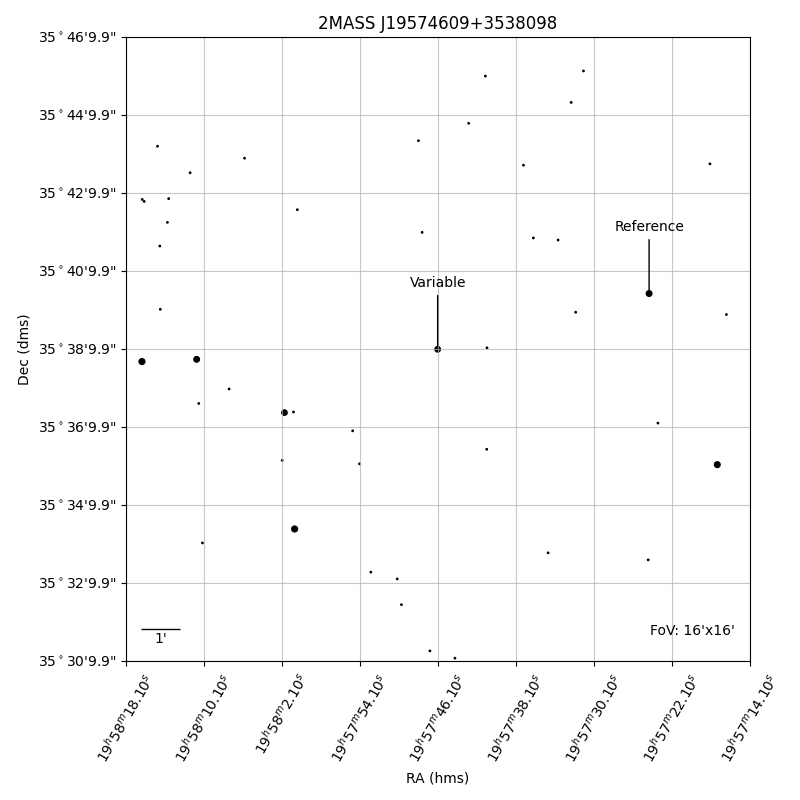 2MASS J19574609+3538098
35°46'9.9"
35°44'9.9"
35°42'9.9"
35°40'9.9"
35°38'9.9"
35°36'9.9"
35°34'9.9"
35°32'9.9"
35°30'9.9"
Dec (dms)
Reference
Variable
1'
FoV: 16'x16'
19h58m18.10s
19h58m10.10s
19h58m2.10s
19h57m54.10s
19h57m46.10s
19h57m38.10s
19h57m30.10s
19h57m22.10s
19h57m14.10s
RA (hms)